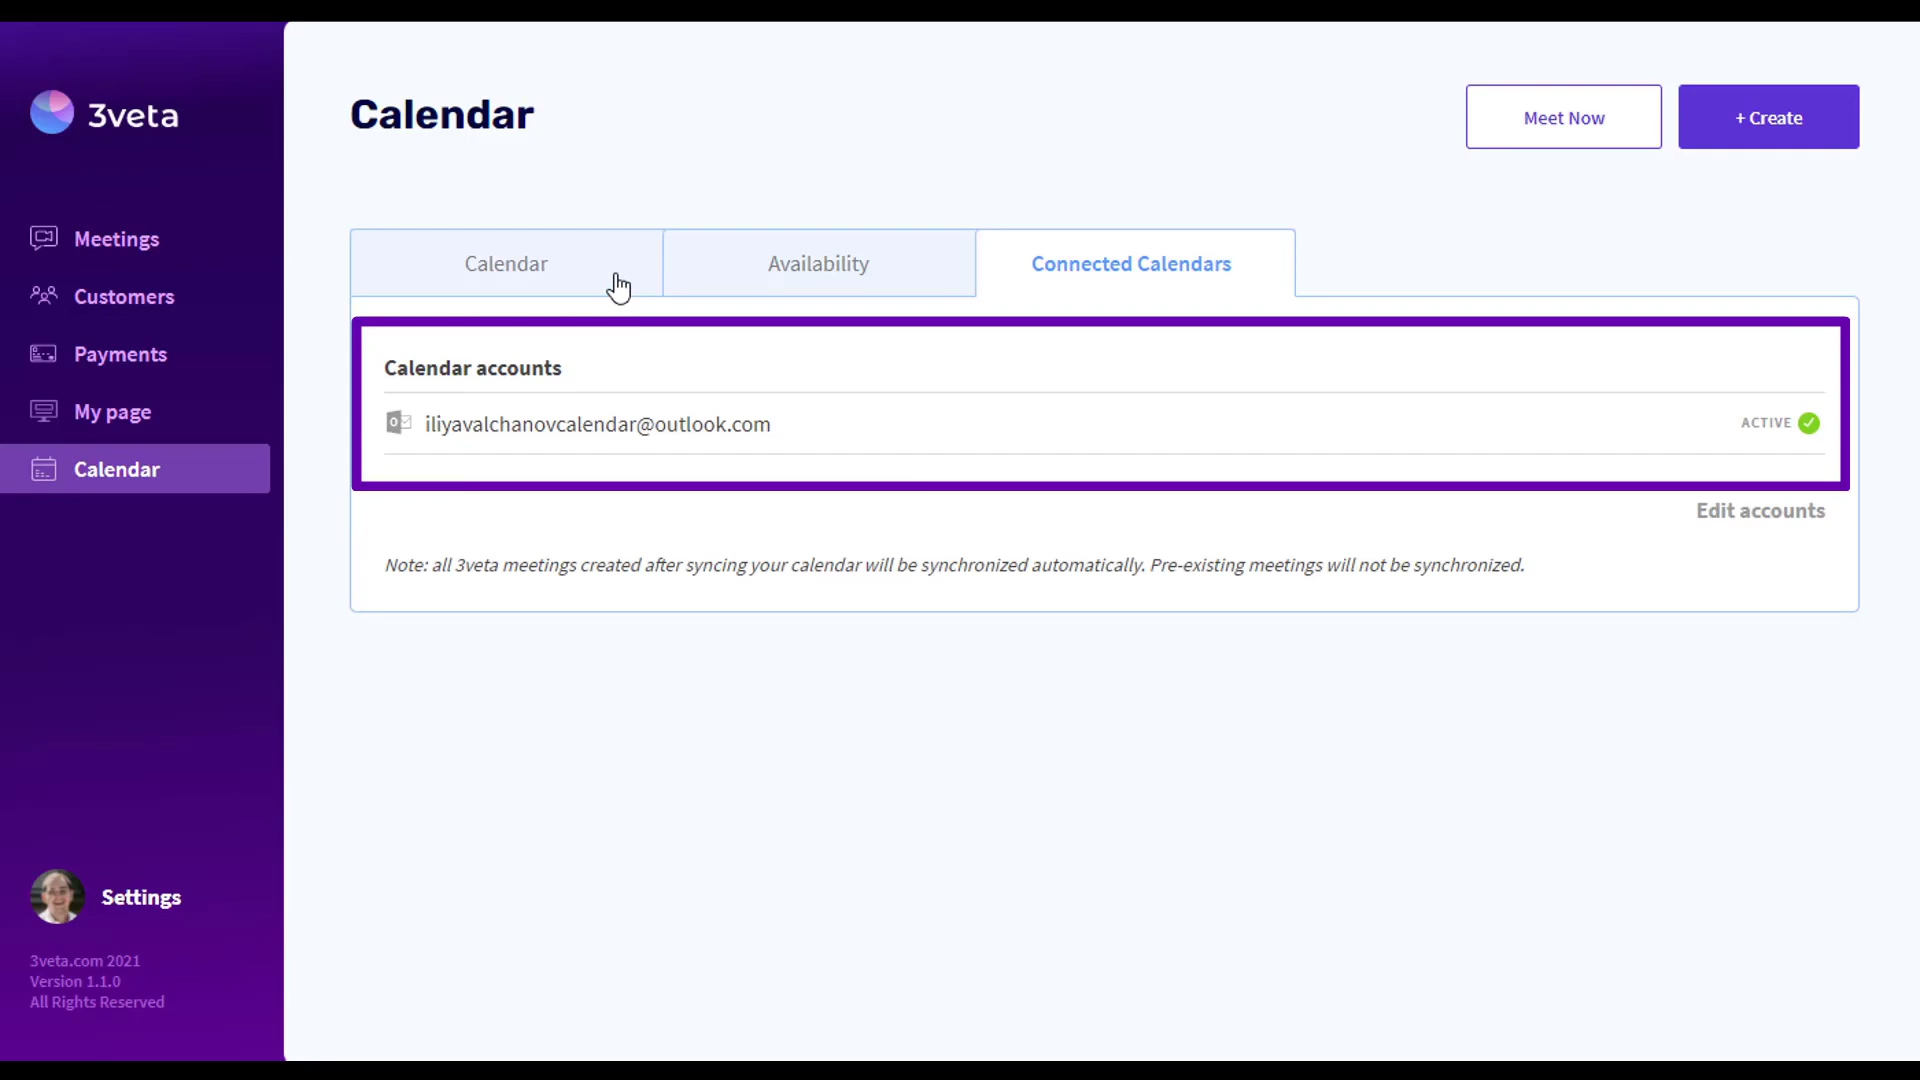 3veta
Meetings
Customers
Payments
My page
Calendar
Settings
3veta.com 2021
Version 1.1.0
All Rights Reserved
Calendar
Meet Now
+ Create
Calendar
Availability
Connected Calendars
Calendar accounts
iliyavalchanovcalendar@outlook.com
ACTIVE
Edit accounts
Note: all 3veta meetings created after syncing your calendar will be synchronized automatically. Pre-existing meetings will not be synchronized.